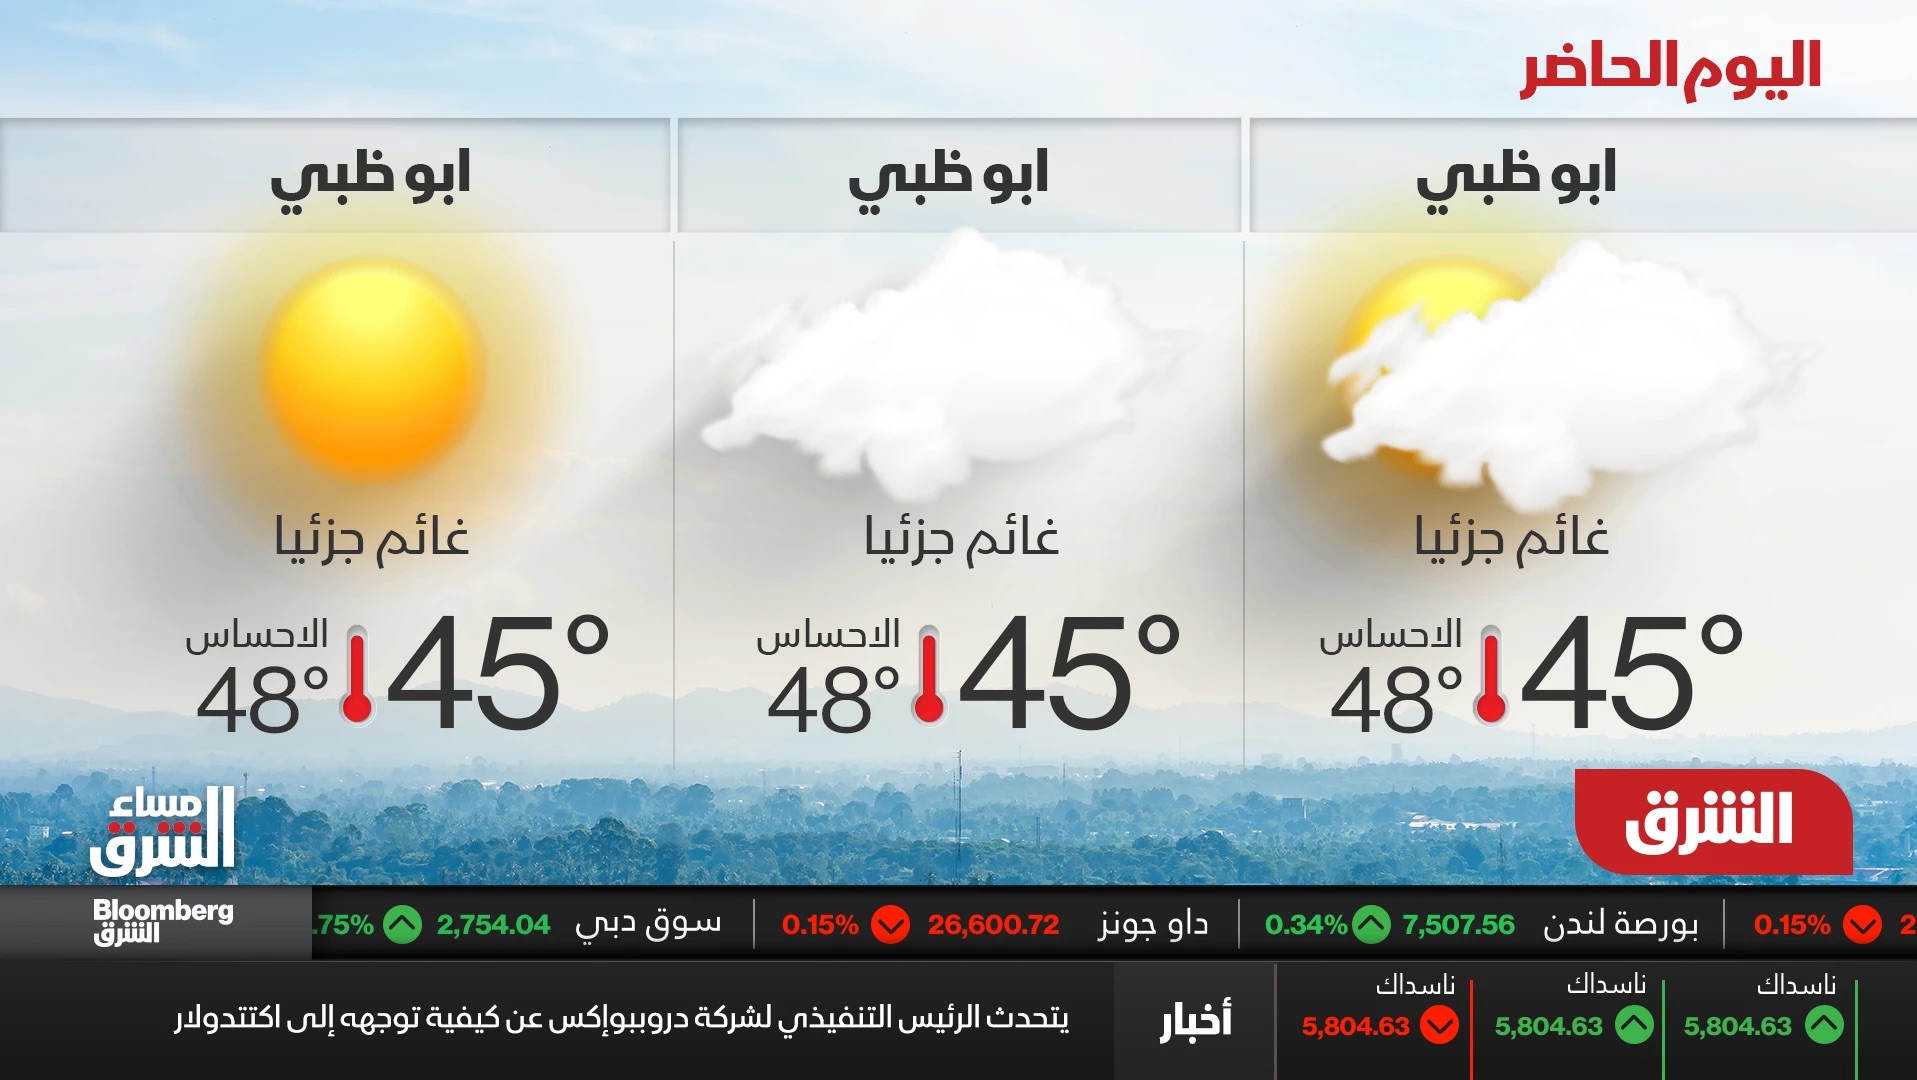 اليوم الحاضر
ابو ظبي
ابو ظبي
ابو ظبي
غائم جزئيا
غائم جزئيا
غائم جزئيا
45°
الاحساس
48°
45°
الاحساس
48°
45°
الاحساس
48°
الشرق
مساء
الشرق
2
0.15%
بورصة لندن 7,507.56 0.34%
داو جونز 26,600.72 0.15%
سوق دبي 2,754.04 .75%
Bloomberg
الشرق
ناسداك
5,804.63
ناسداك
5,804.63
ناسداك
5,804.63
أخبار
يتحدث الرئيس التنفيذي لشركة دروببوإكس عن كيفية توجهه إلى اكتتدولار